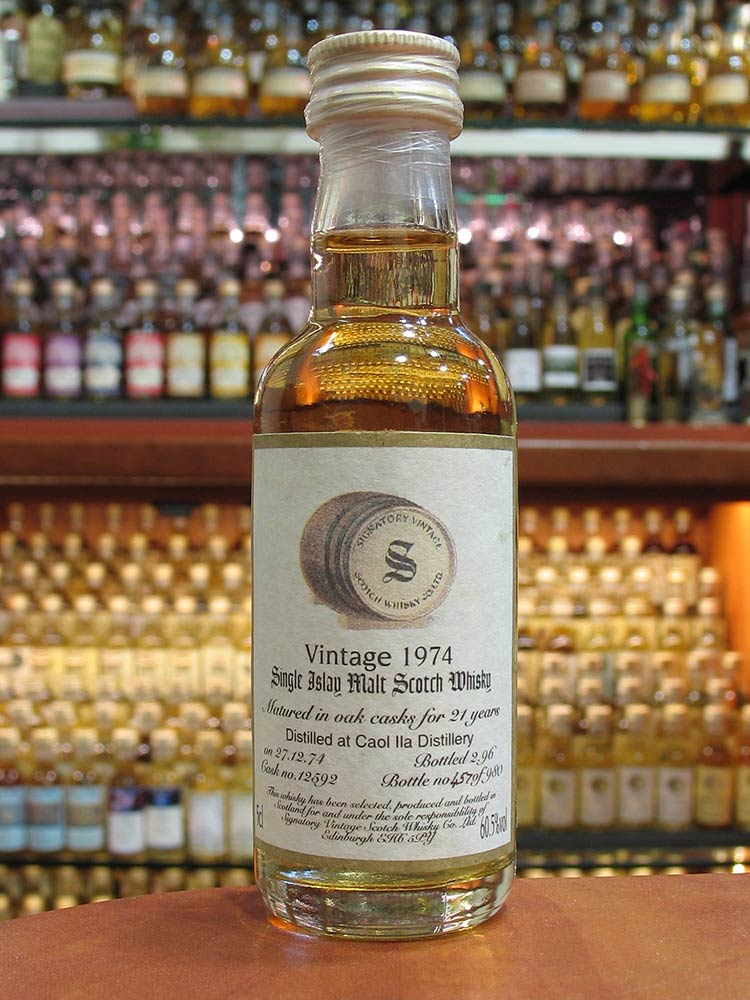 SIGNATORY VINTAGE
S
SCOTCH WHISKY CO. LTD.
Vintage 1974
Single Islay Malt Scotch Whisky
Matured in oak casks for 21 years
Distilled at Caol Ila Distillery
on 27.12.74 Bottled 2.96
Cask no.12592 Bottle no 457 of 980
This whisky has been selected, produced and bottled in
Scotland for and under the sole responsiblility of
Signatory Vintage Scotch Whisky Co. Ltd.
Edinburgh EH6 5PY
5cl
60.5%vol